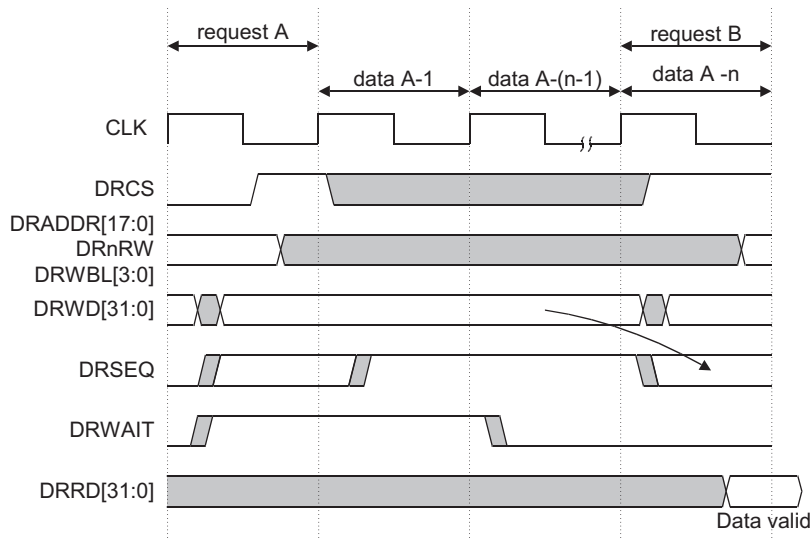 request A
request B
data A-1
data A-(n-1)
data A -n
CLK
DRCS
DRADDR[17:0]
DRnRW
DRWBL[3:0]
DRWD[31:0]
DRSEQ
DRWAIT
DRRD[31:0]
Data valid